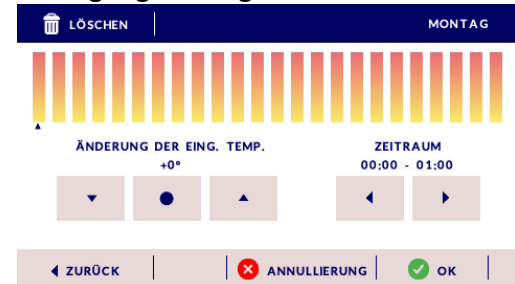 LÖSCHEN MONTAG
ÄNDERUNG DER EING. TEMP. ZEITRAUM
+0° 00:00 - 01:00
ZURÜCK ANNULLIERUNG OK